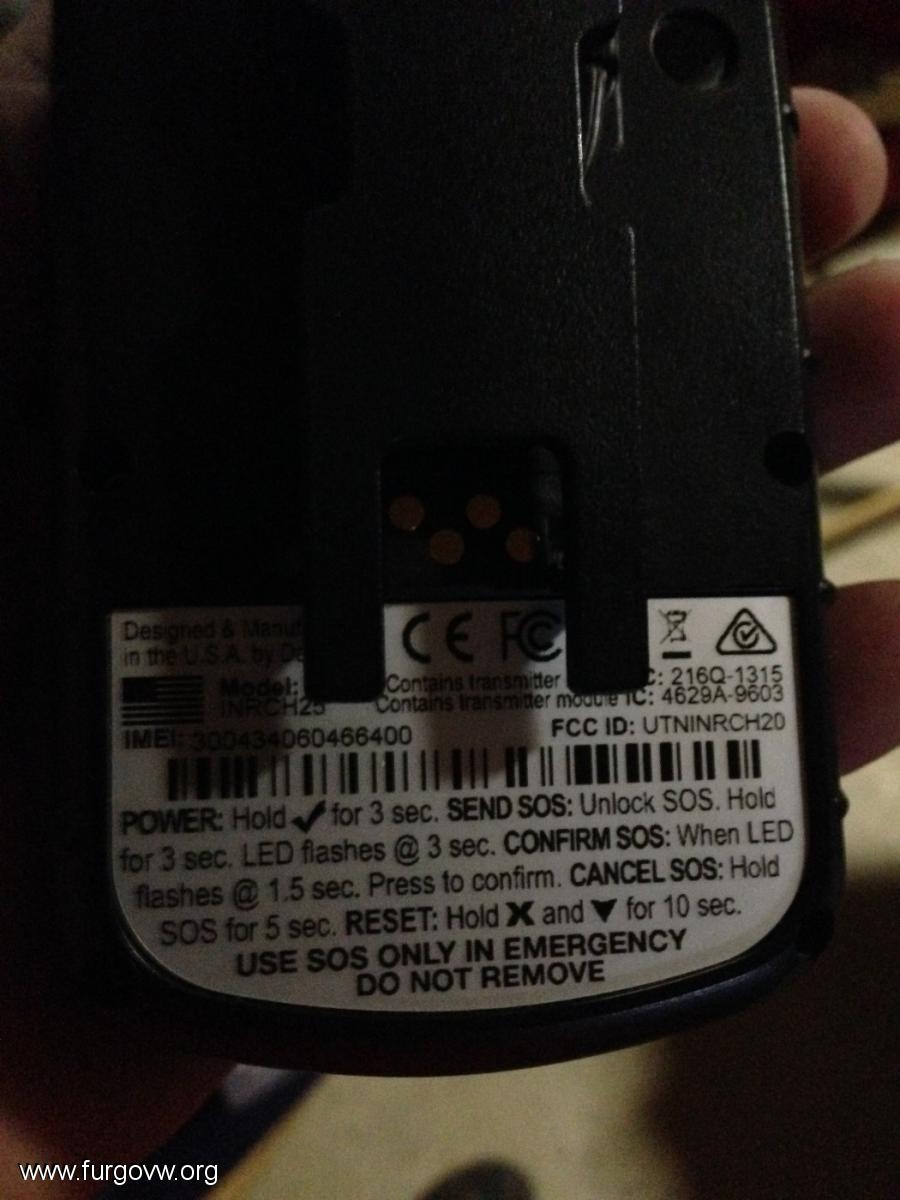 Designed & Manuf
in the U.S.A. by De
CE FC
Model:
INRCH25
Contains transmitter C: 216Q-1315
Contains transmitter module IC: 4629A-9603
IMEI: 300434060466400
FCC ID: UTNINRCH20
POWER: Hold ✔ for 3 sec. SEND SOS: Unlock SOS. Hold
for 3 sec. LED flashes @ 3 sec. CONFIRM SOS: When LED
flashes @ 1.5 sec. Press to confirm. CANCEL SOS: Hold
SOS for 5 sec. RESET: Hold X and ▼ for 10 sec.
USE SOS ONLY IN EMERGENCY
DO NOT REMOVE
www.furgovw.org